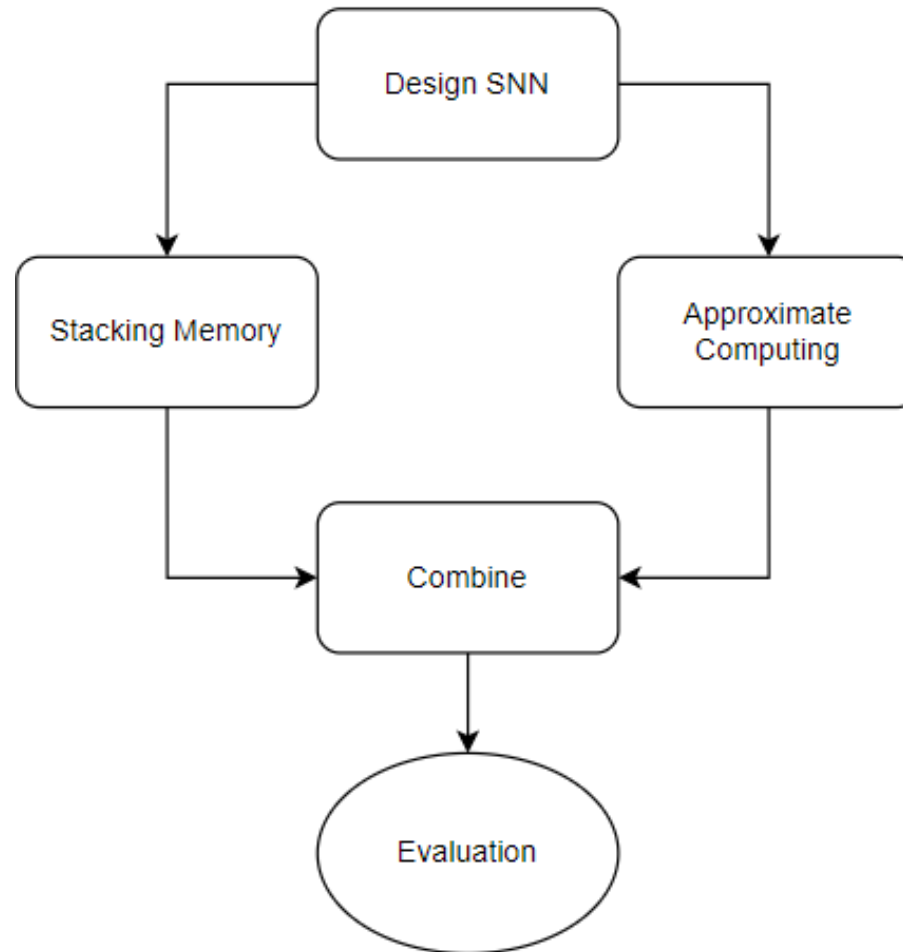 Design SNN
Stacking Memory
Approximate
Computing
Combine
Evaluation